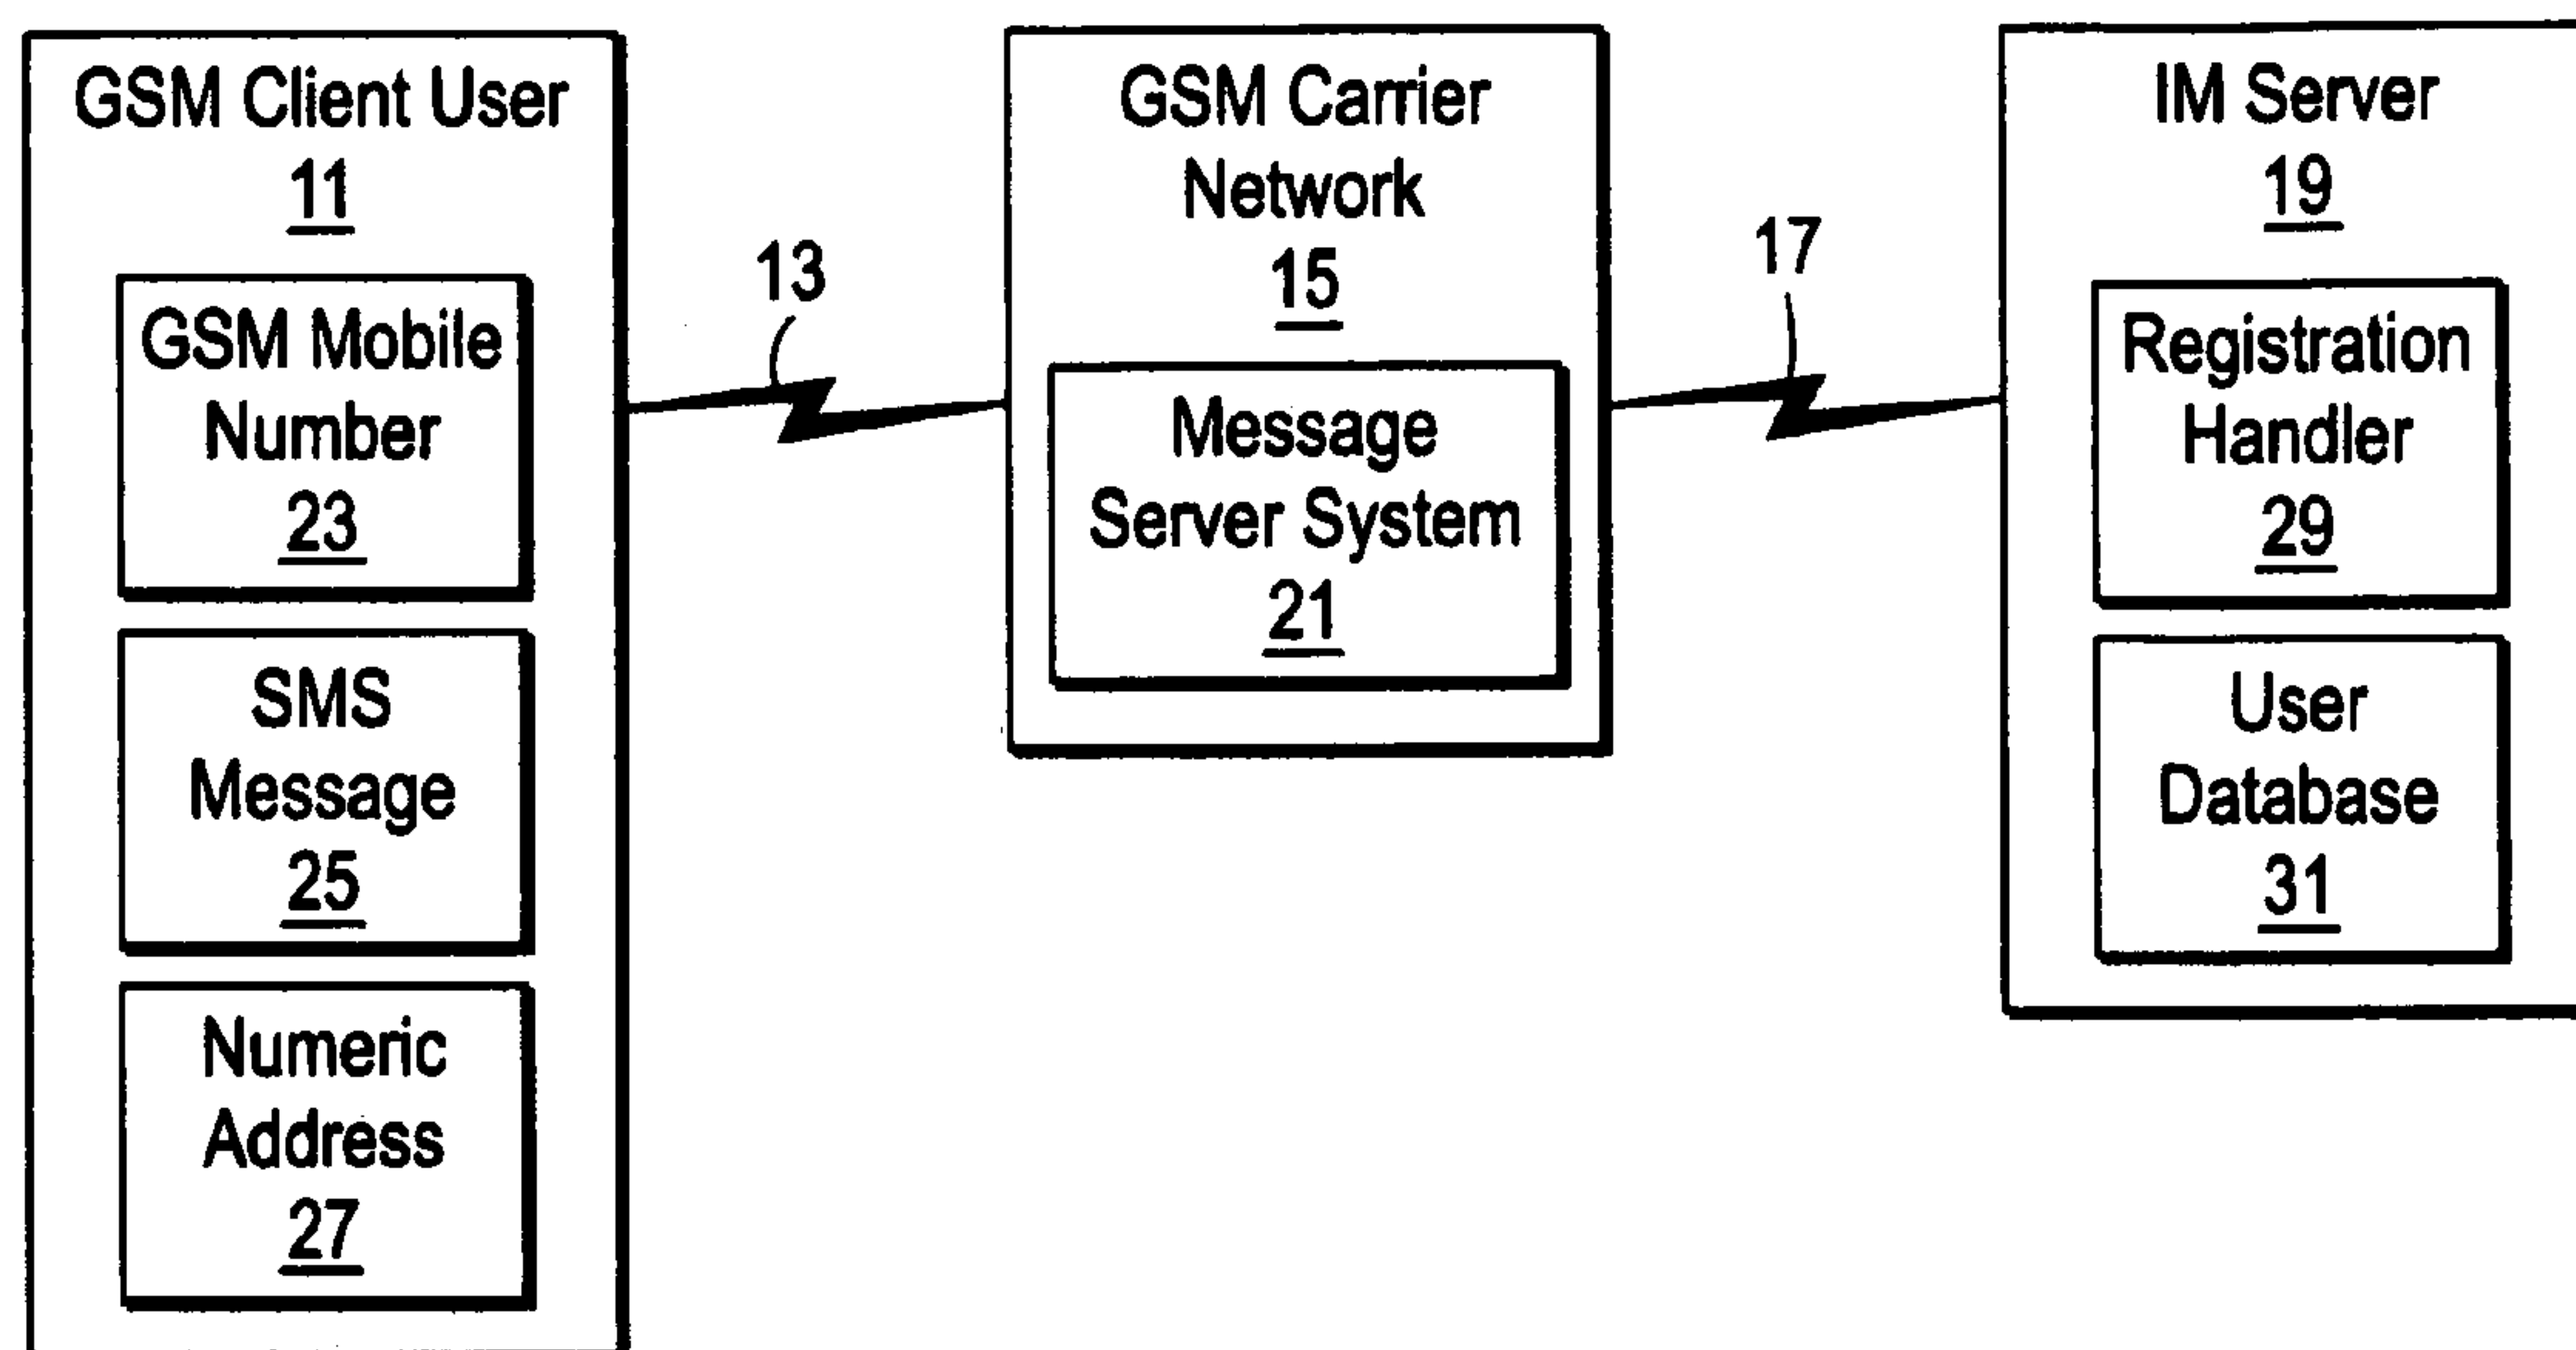 GSM Client User
11
GSM Mobile
Number
23
SMS
Message
25
Numeric
Address
27
13
GSM Carrier
Network
15
Message
Server System
21
17
IM Server
19
Registration
Handler
29
User
Database
31